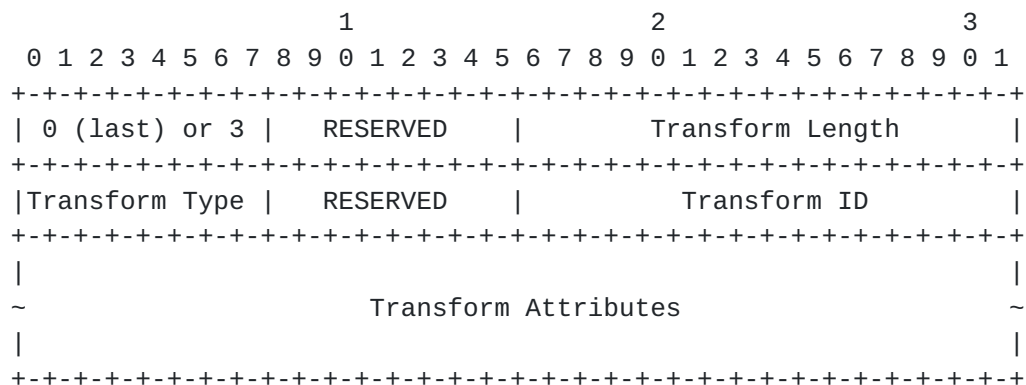 1                   2                   3
 0 1 2 3 4 5 6 7 8 9 0 1 2 3 4 5 6 7 8 9 0 1 2 3 4 5 6 7 8 9 0 1
+-+-+-+-+-+-+-+-+-+-+-+-+-+-+-+-+-+-+-+-+-+-+-+-+-+-+-+-+-+-+-+-+
| 0 (last) or 3 |   RESERVED    |        Transform Length       |
+-+-+-+-+-+-+-+-+-+-+-+-+-+-+-+-+-+-+-+-+-+-+-+-+-+-+-+-+-+-+-+-+
|Transform Type |   RESERVED    |          Transform ID         |
+-+-+-+-+-+-+-+-+-+-+-+-+-+-+-+-+-+-+-+-+-+-+-+-+-+-+-+-+-+-+-+-+
|                                                               |
~                      Transform Attributes                     ~
|                                                               |
+-+-+-+-+-+-+-+-+-+-+-+-+-+-+-+-+-+-+-+-+-+-+-+-+-+-+-+-+-+-+-+-+